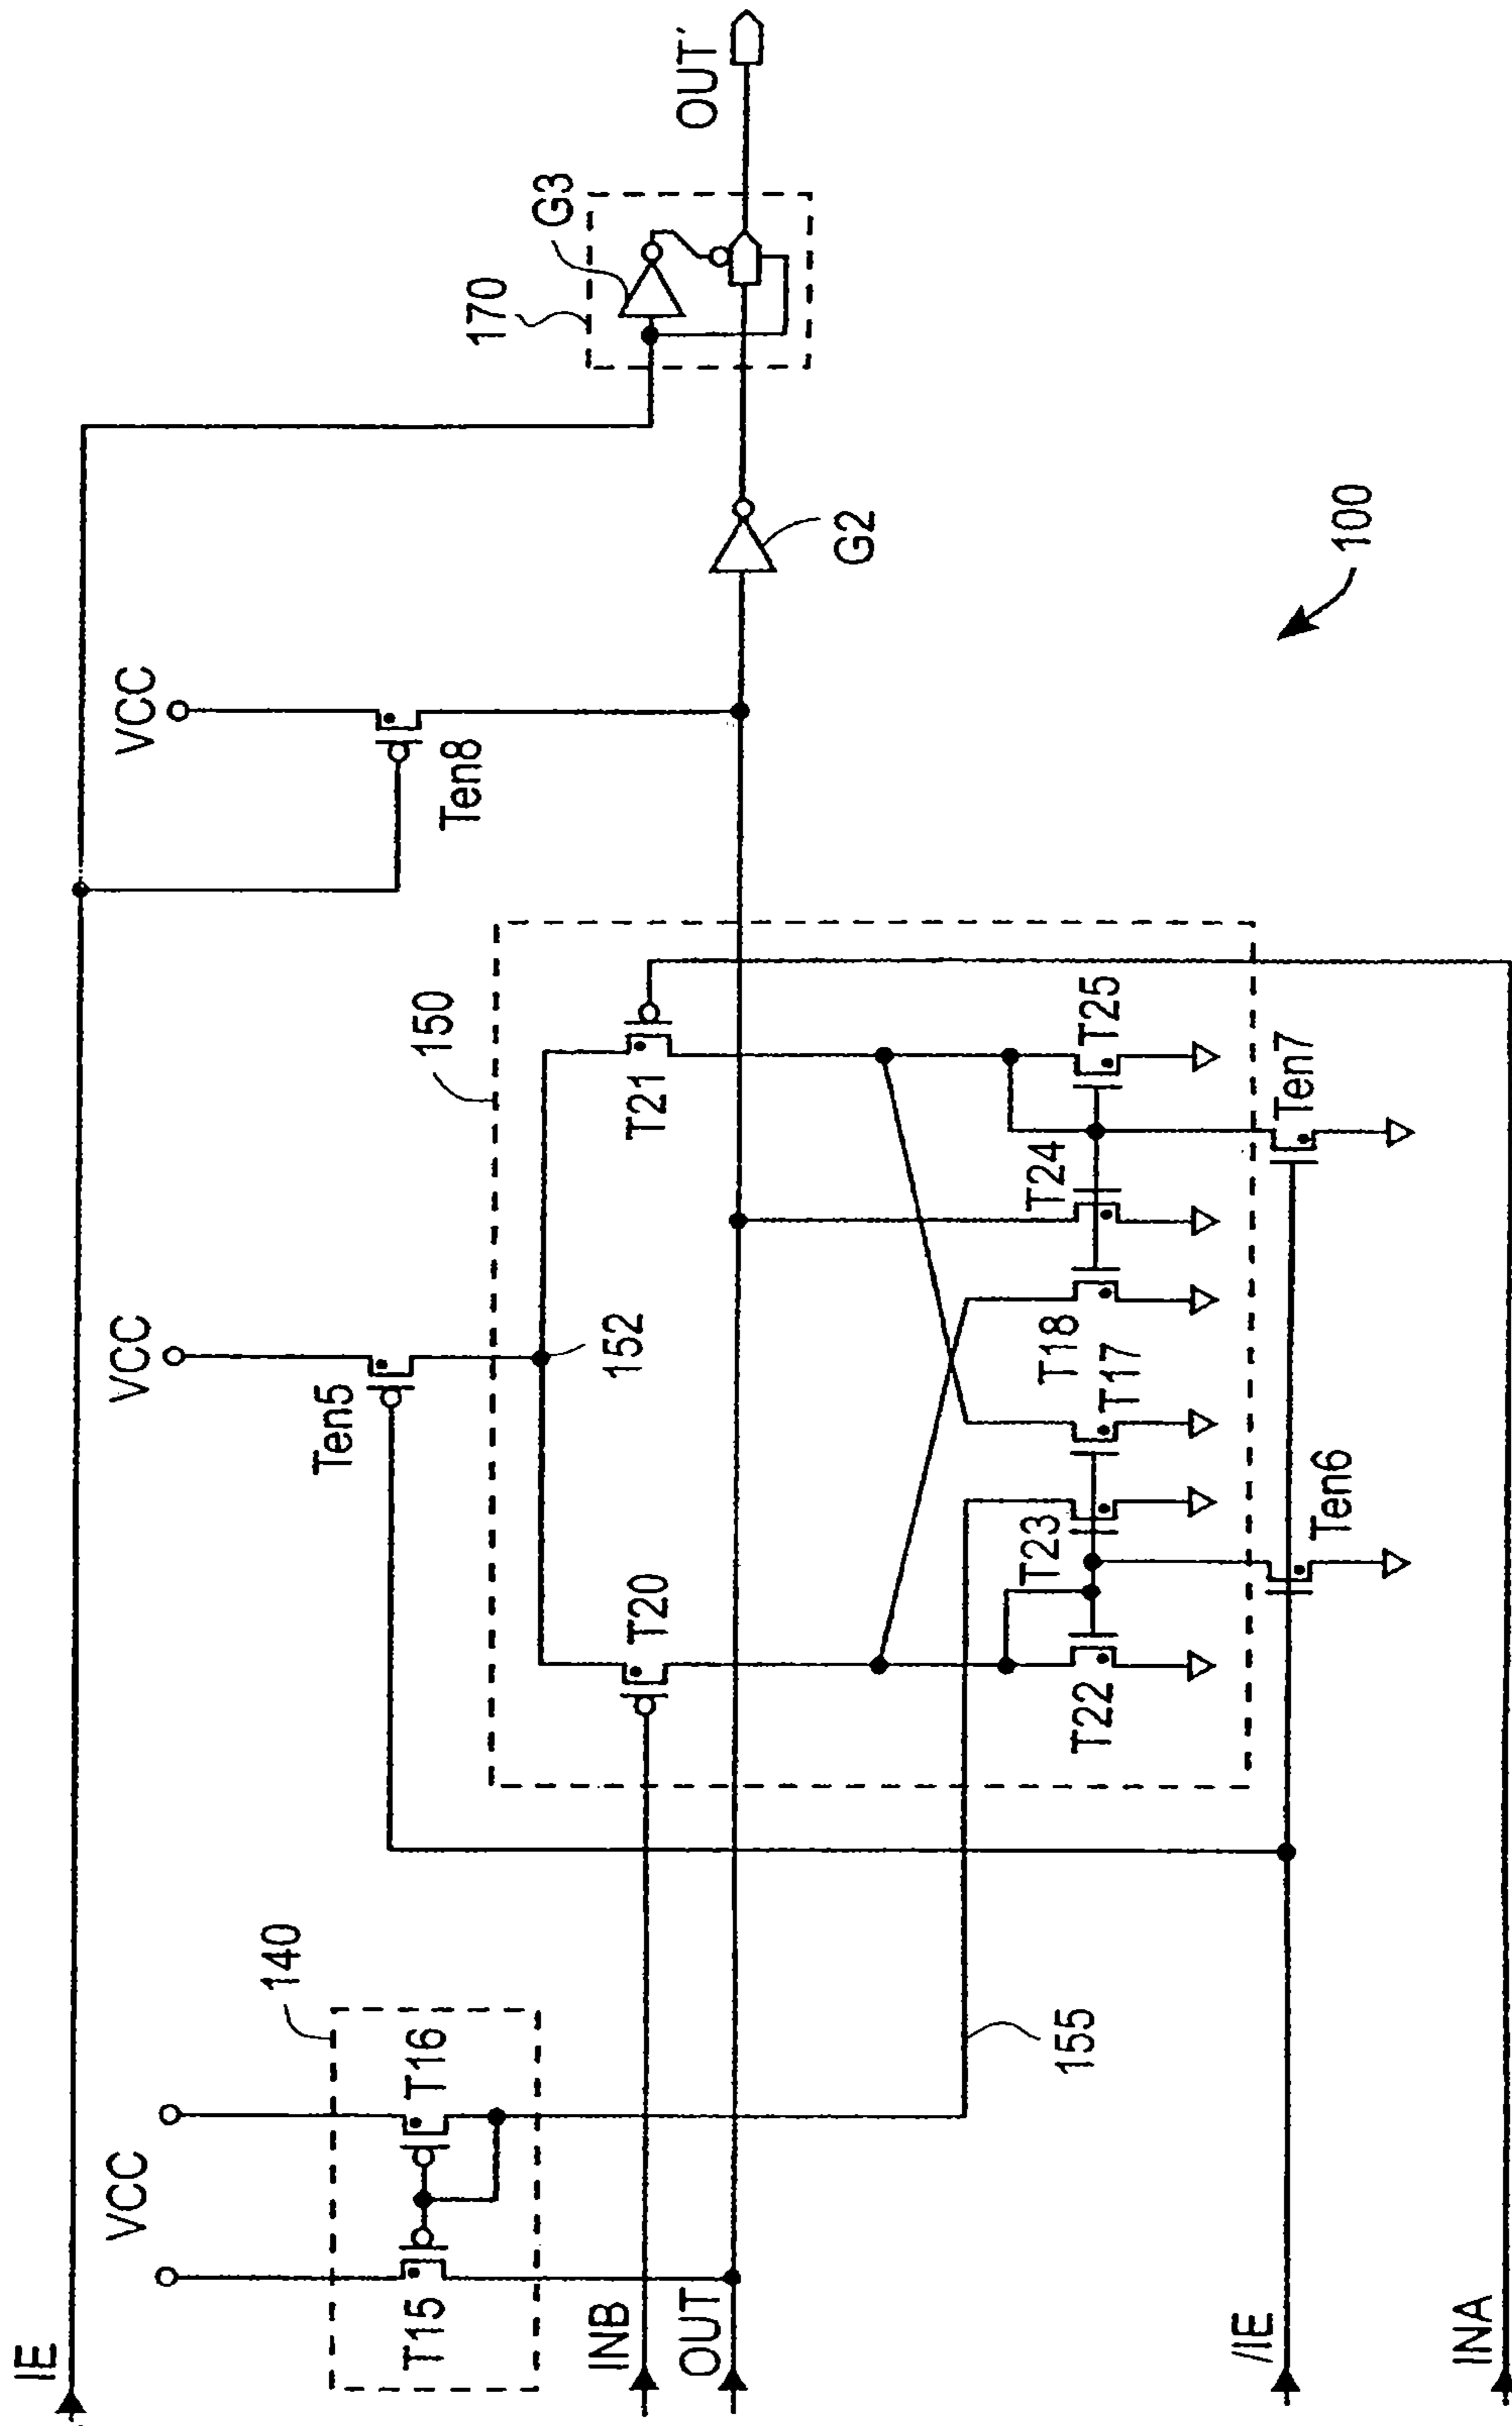 IE
VCC
VCC
VCC
140
T15
T16
Ten5
Ten8
170
G3
OUT′
150
152
INB
OUT
T20
T21
G2
155
T22
T23
T17
T18
T24
T25
Ten6
Ten7
/IE
INA
100